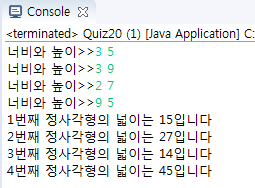 Console
<terminated> Quiz20 (1) [Java Application] C:
너비와 높이>>3 5
너비와 높이>>3 9
너비와 높이>>2 7
너비와 높이>>9 5
1번째 정사각형의 넓이는 15입니다
2번째 정사각형의 넓이는 27입니다
3번째 정사각형의 넓이는 14입니다
4번째 정사각형의 넓이는 45입니다